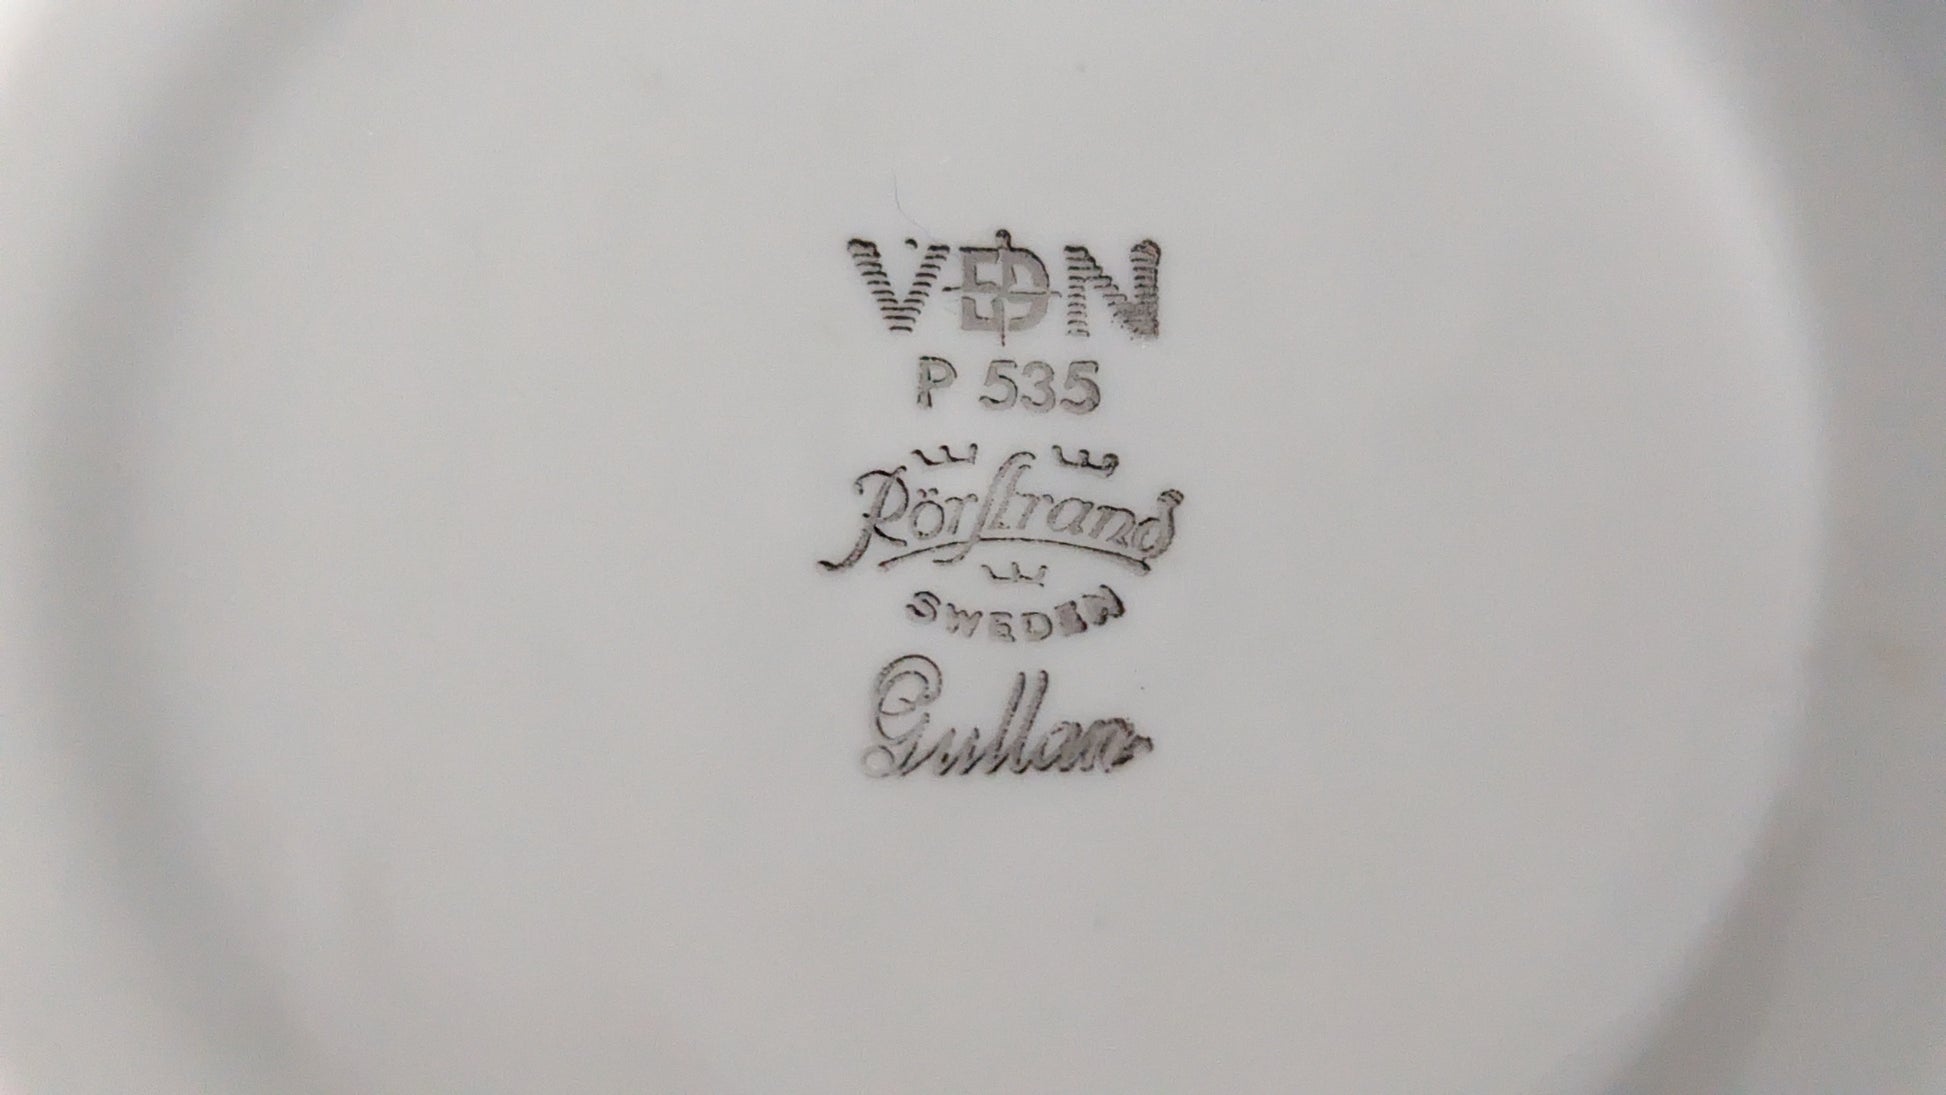 VDN
P 535
Rörstrand
SWEDEN
Gullan